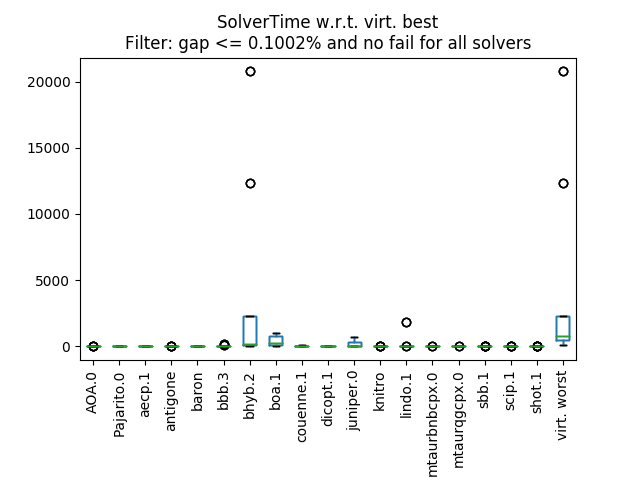 SolverTime w.r.t. virt. best
Filter: gap <= 0.1002% and no fail for all solvers
20000
15000
10000
5000
0
AOA.0
Pajarito.0
aecp.1
antigone
baron
bbb.3
bhyb.2
boa.1
couenne.1
dicopt.1
juniper.0
knitro
lindo.1
mtaurbnbcpx.0
mtaurqgcpx.0
sbb.1
scip.1
shot.1
virt. worst